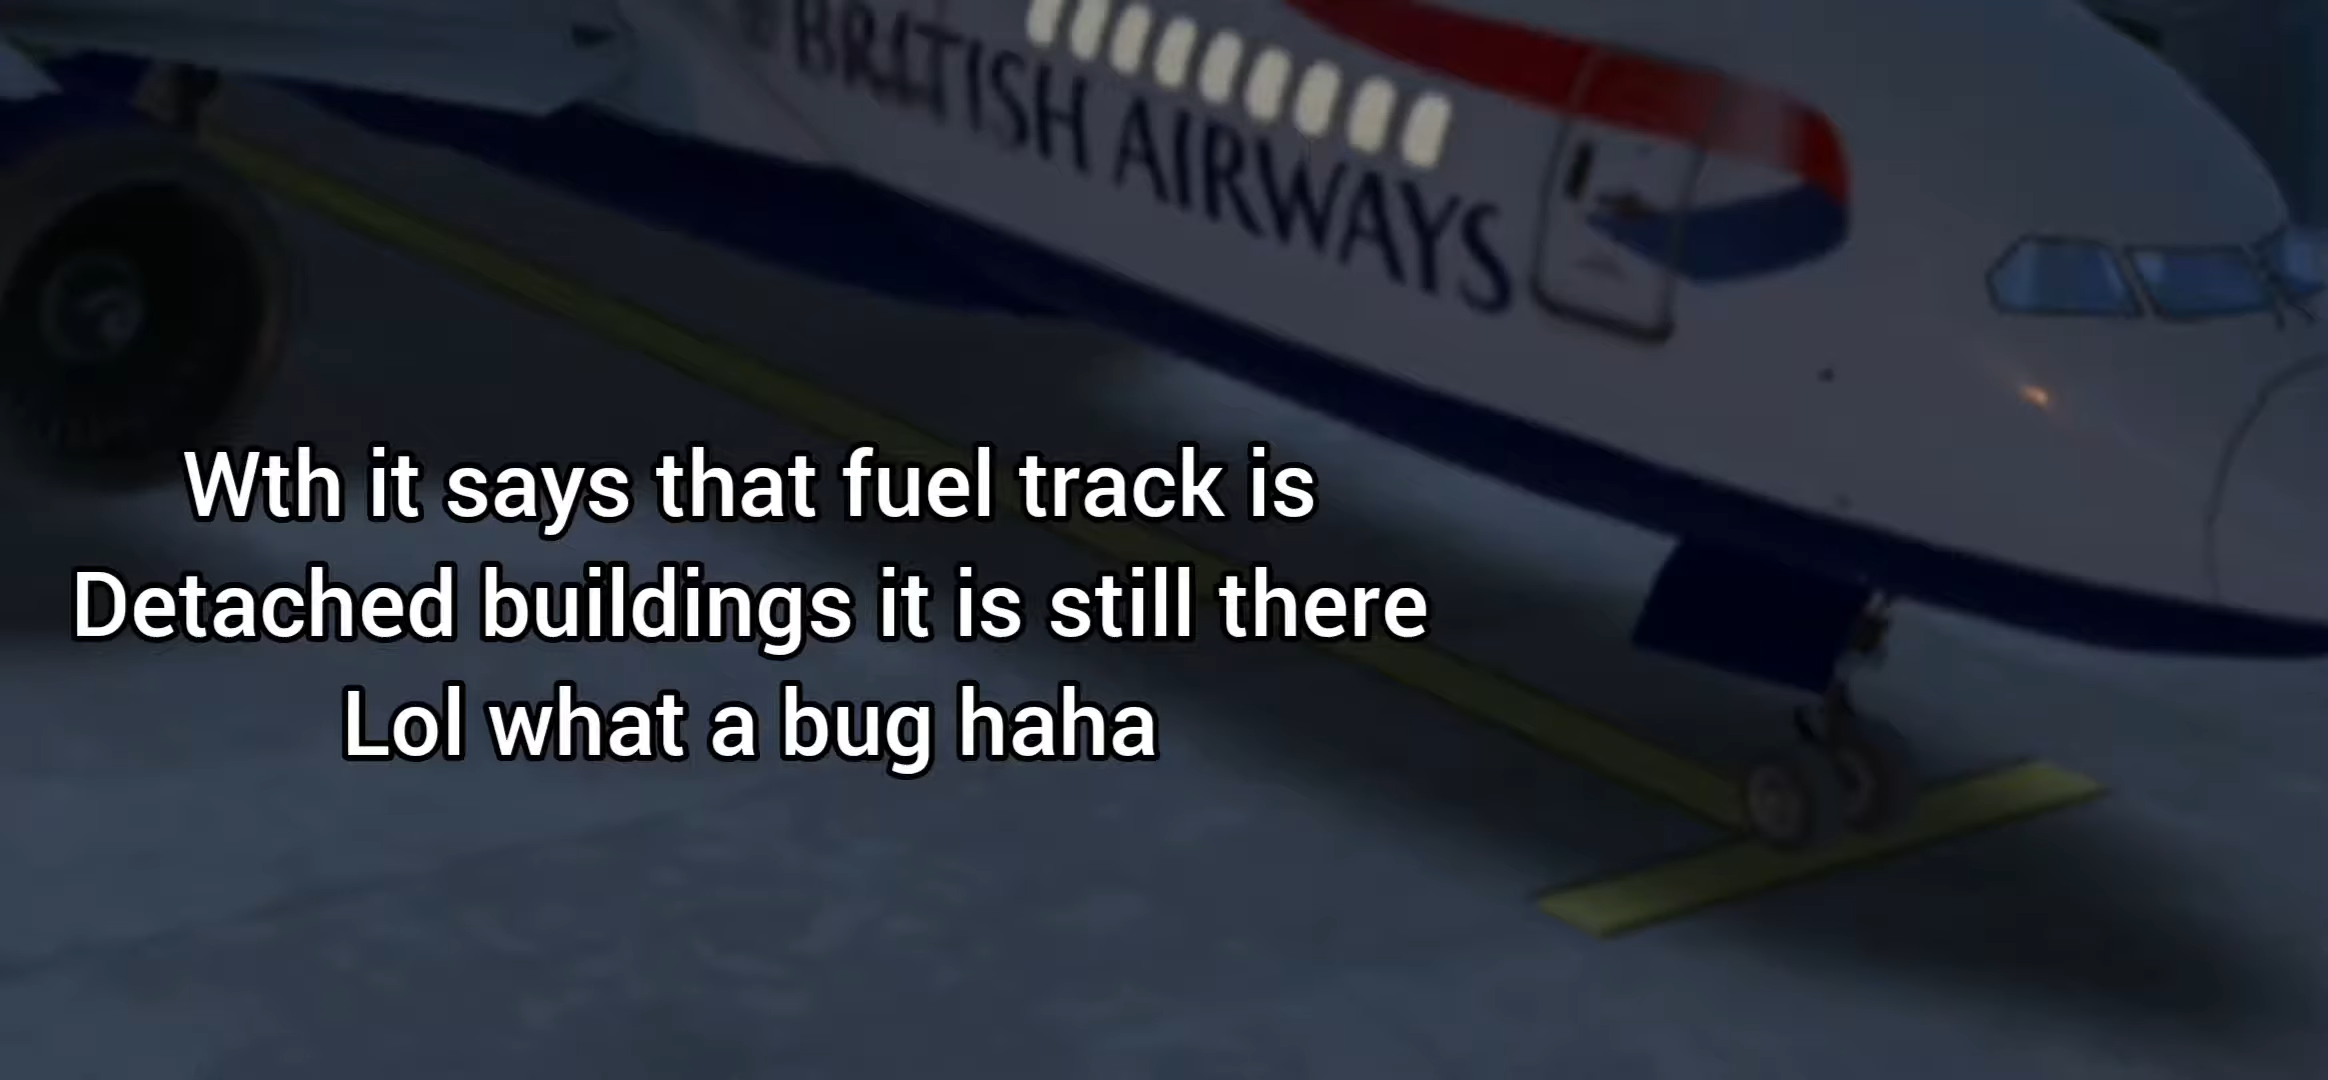 BRITISH AIRWAYS
Wth it says that fuel track is
Detached buildings it is still there
Lol what a bug haha